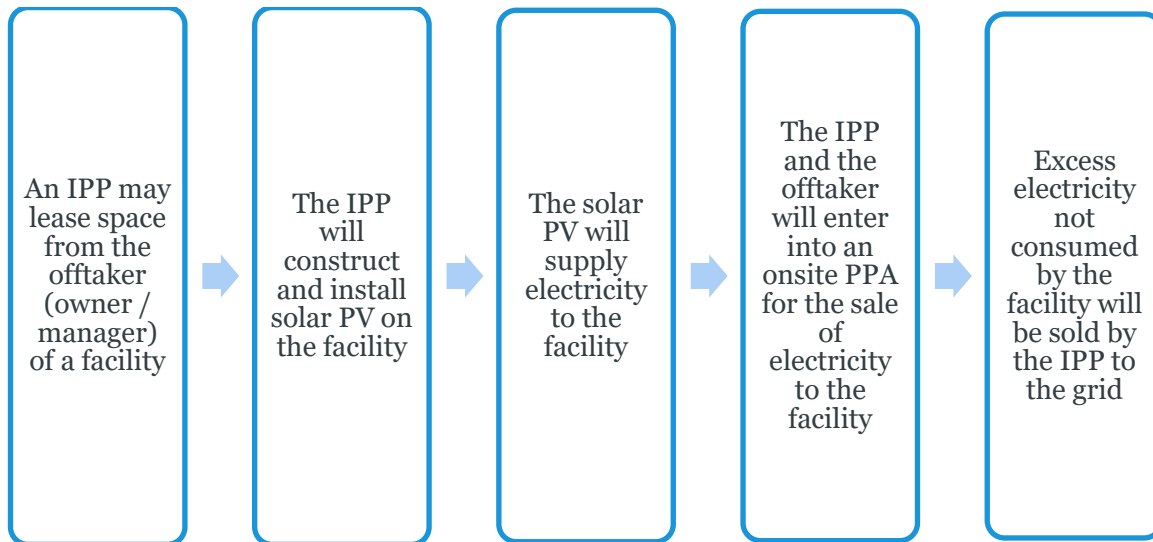 An IPP may
lease space
from the
offtaker
(owner /
manager)
of a facility
The IPP
will
construct
and install
solar PV on
the facility
The solar
PV will
supply
electricity
to the
facility
The IPP
and the
offtaker
will enter
into an
onsite PPA
for the sale
of
electricity
to the
facility
Excess
electricity
not
consumed
by the
facility will
be sold by
the IPP to
the grid